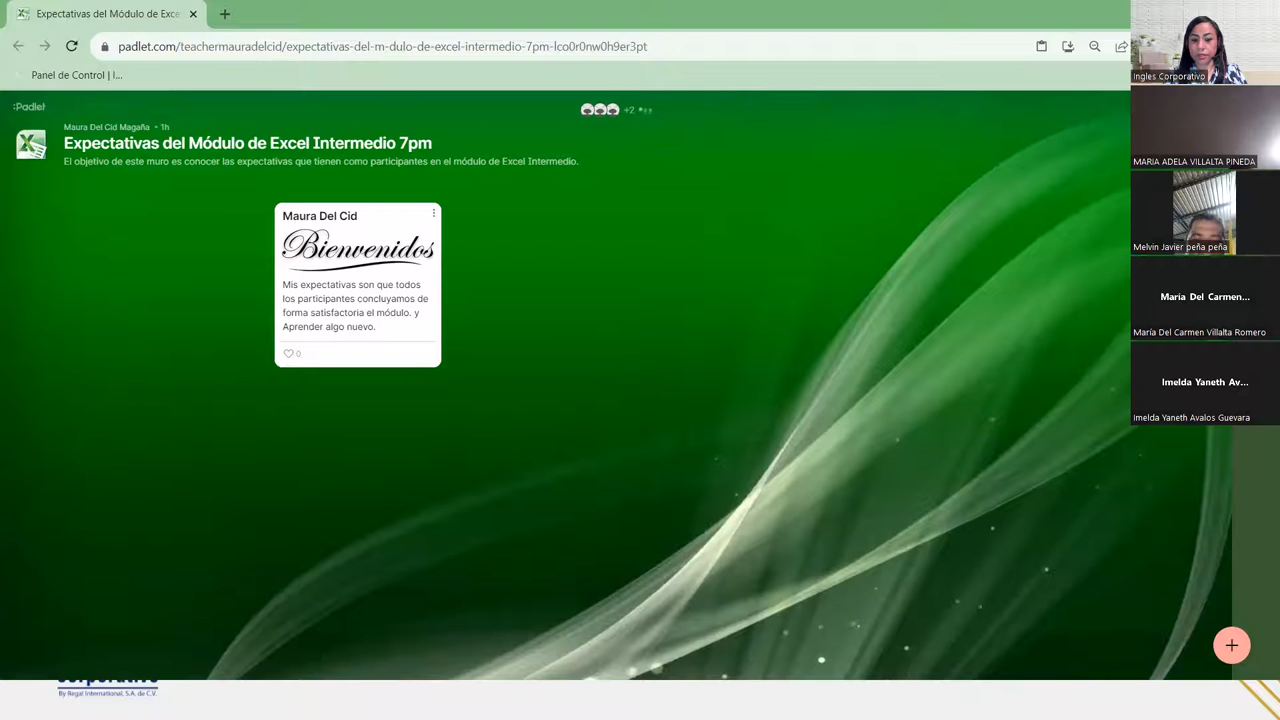 Expectativas del Módulo de Exce
padlet.com/teachermauradelcid/expectativas-del-m-dulo-de-excel-intermedio-7pm-lco0r0nw0h9er3pt
Panel de Control | I...
:Padlet
+2
Maura Del Cid Magaña • 1h
Expectativas del Módulo de Excel Intermedio 7pm
El objetivo de este muro es conocer las expectativas que tienen como participantes en el módulo de Excel Intermedio.
Maura Del Cid
Bienvenidos
Mis expectativas son que todos
los participantes concluyamos de
forma satisfactoria el módulo. y
Aprender algo nuevo.
0
Ingles Corporativo
MARIA ADELA VILLALTA PINEDA
Melvin Javier peña peña
Maria Del Carmen...
María Del Carmen Villalta Romero
Imelda Yaneth Av...
Imelda Yaneth Avalos Guevara
By Regal International, S.A. de C.V.